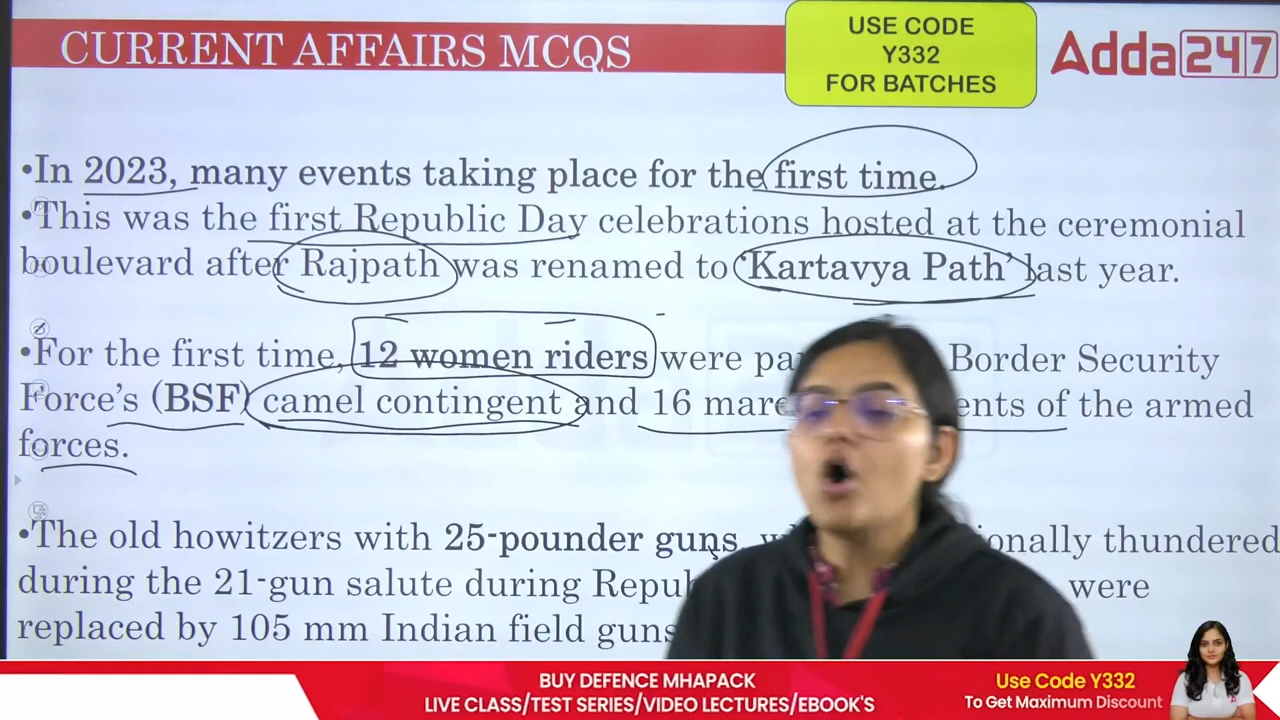 CURRENT AFFAIRS MCQS
USE CODE
Y332
FOR BATCHES
Adda247
•In 2023, many events taking place for the first time.
•This was the first Republic Day celebrations hosted at the ceremonial
boulevard after Rajpath was renamed to 'Kartavya Path' last year.
•For the first time, 12 women riders were Border Security
Force's (BSF) camel contingent and 16 of the armed
forces.
•The old howitzers with 25-pounder guns, thundered
during the 21-gun salute during were
replaced by 105 mm Indian field guns
BUY DEFENCE MHAPACK
LIVE CLASS/TEST SERIES/VIDEO LECTURES/EBOOK'S
Use Code Y332
To Get Maximum Discount